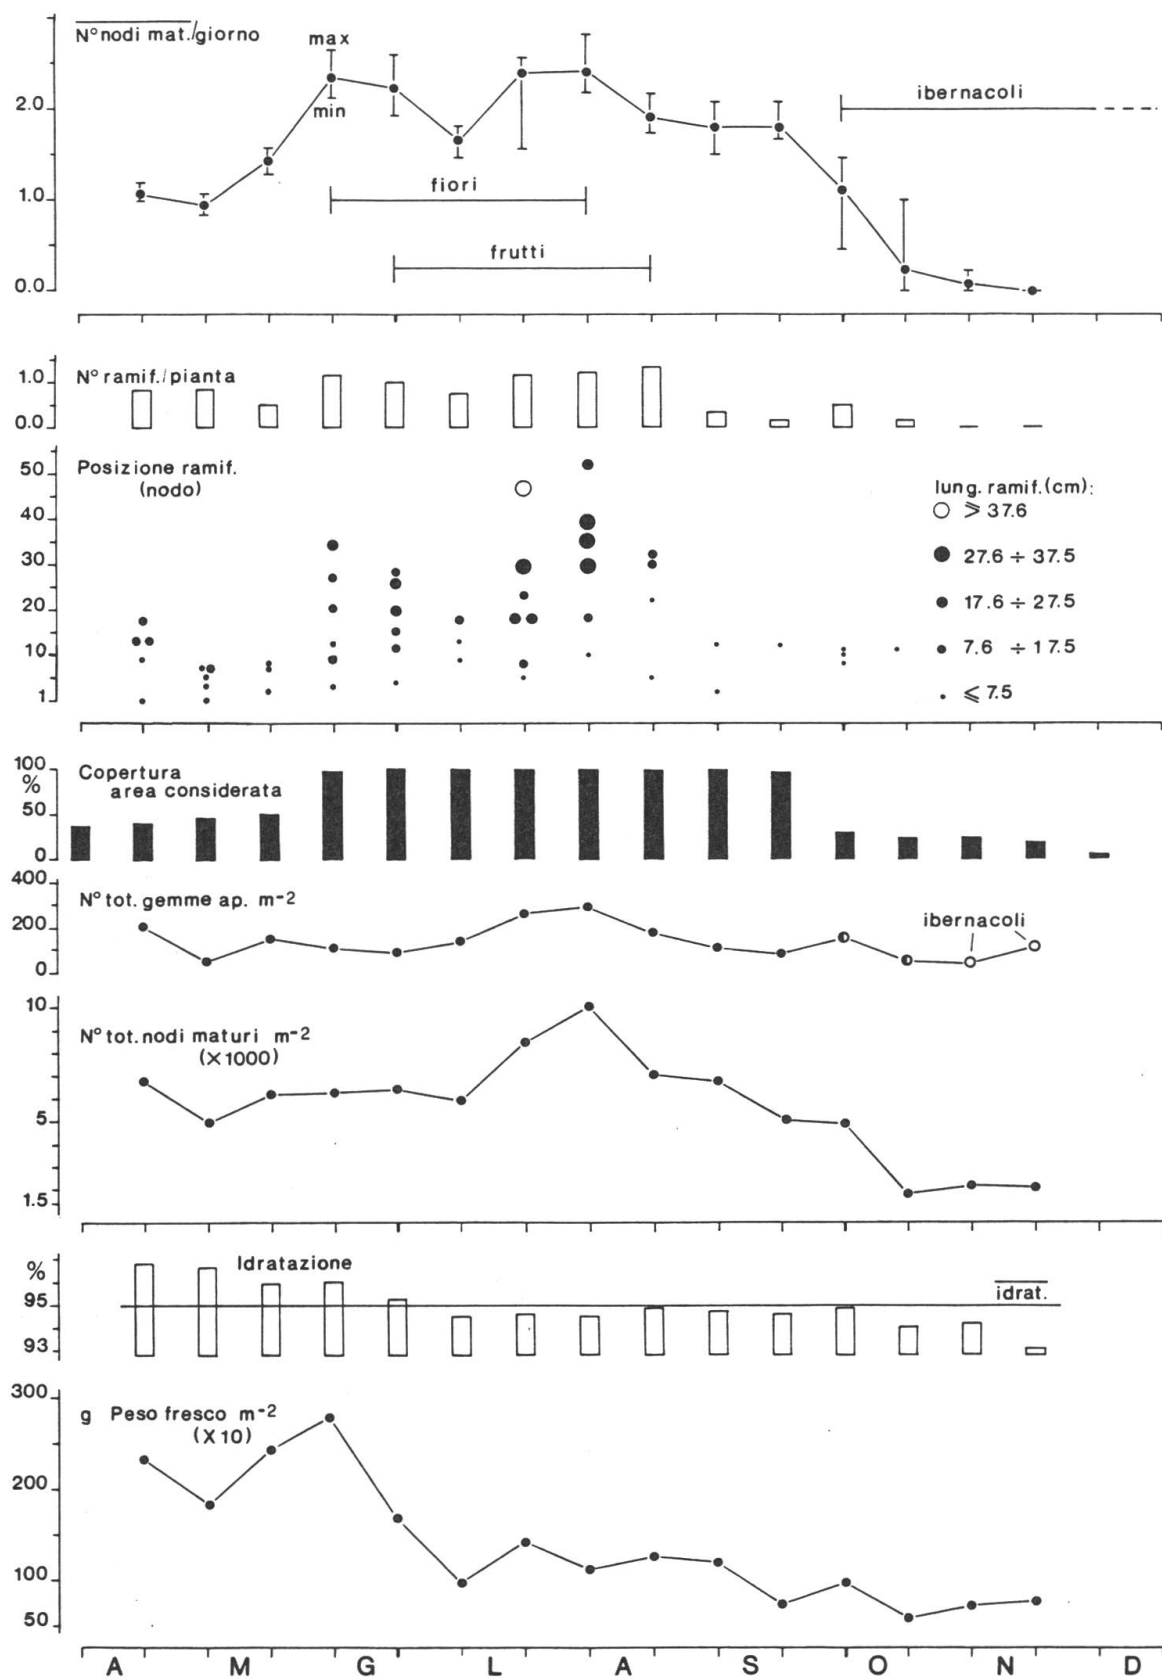 N° nodi mat./giorno
max
min
2.0
1.0
0.0
ibernacoli
fiori
frutti
N° ramif./pianta
1.0
0.0
Posizione ramif.
(nodo)
50
40
30
20
10
1
lung. ramif.(cm):
⩾ 37.6
27.6 ÷ 37.5
17.6 ÷ 27.5
7.6 ÷ 17.5
⩽ 7.5
100
%
50
0
Copertura
area considerata
400
200
0
N° tot. gemme ap. m-2
ibernacoli
10
5
1.5
N° tot. nodi maturi m-2
(X1000)
%
95
93
Idratazione
idrat.
300
200
100
50
g Peso fresco m-2
(X10)
A M G L A S O N D